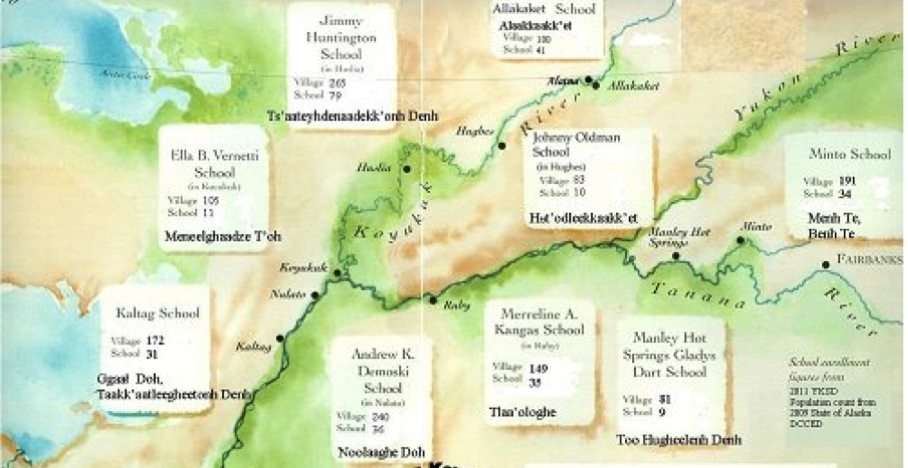 Allakaket School
Alaakkaakk'et
Village 100
School 41
Jimmy
Huntington
School
(in Huslia)
Village 265
School 79
Ts'aateyhdenaadekk'onh Denh
Arctic Circle
Alatna
Allakaket
Yukon River
River
Hughes
Johnny Oldman
School
(in Hughes)
Village 83
School 10
Hʉt'odleekkaakk'et
Minto School
Village 191
School 34
Menh Te,
Benh Te
Ella B. Vernetti
School
(in Koyukuk)
Village 105
School 11
Meneelghaadze T'oh
Huslia
Koyukuk
Manley Hot
Springs
Minto
FAIRBANKS
Koyukuk
Nulato
Ruby
Kaltag
Tanana
River
Kaltag School
Village 172
School 31
Ggaał Doh,
Taakk'aatleegheetonh Denh
Andrew K.
Demoski
School
(in Nulato)
Village 240
School 36
Noolaaghe Doh
Merreline A.
Kangas School
(in Ruby)
Village 149
School 35
Tlaa'ologhe
Manley Hot
Springs Gladys
Dart School
Village 81
School 9
Too Hugheelenh Denh
School enrollment
figures from
2011 YKSD
Population count from
2009 State of Alaska
DCCED